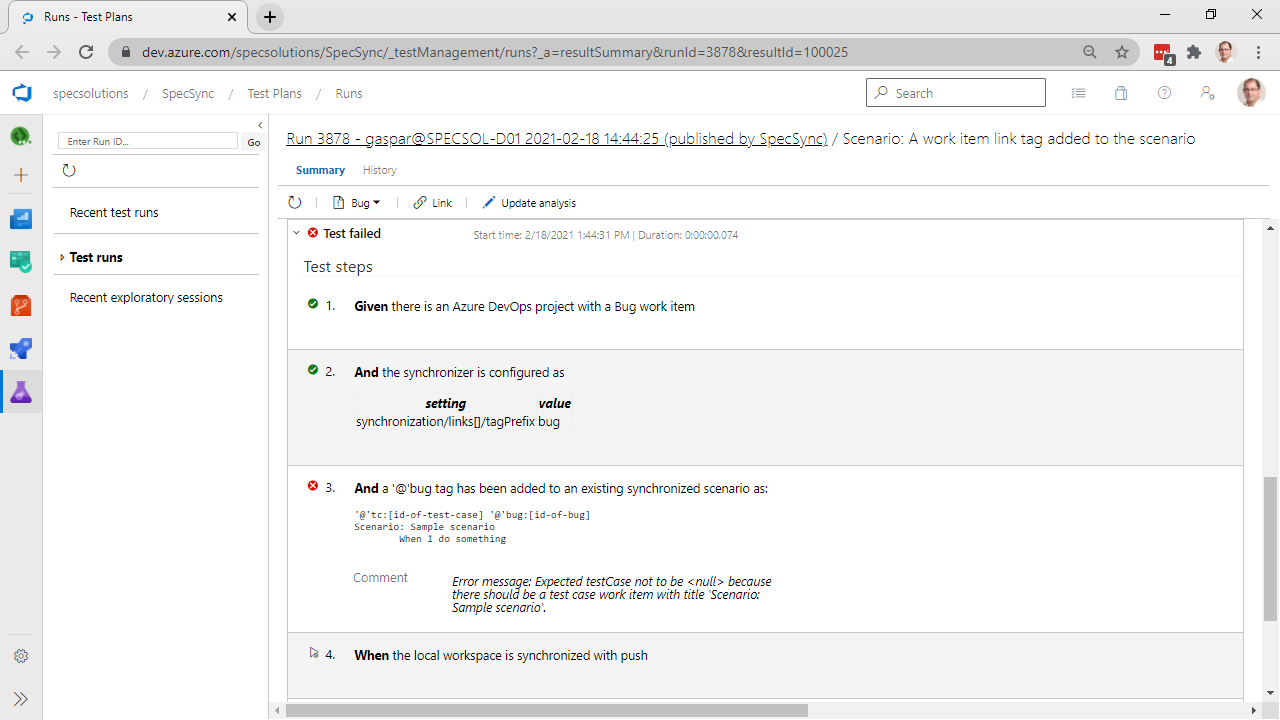 Runs - Test Plans
dev.azure.com/specsolutions/SpecSync/_testManagement/runs?_a=resultSummary&runId=3878&resultId=100025
4
specsolutions / SpecSync / Test Plans / Runs
Search
Enter Run ID...
Go
Recent test runs
Test runs
Recent exploratory sessions
Run 3878 - gaspar@SPECSOL-D01 2021-02-18 14:44:25 (published by SpecSync) / Scenario: A work item link tag added to the scenario
Summary History
Bug Link Update analysis
Test failed Start time: 2/18/2021 1:44:31 PM | Duration: 0:00:00.074
Test steps
1. Given there is an Azure DevOps project with a Bug work item
2. And the synchronizer is configured as
setting value
synchronization/links[]/tagPrefix bug
3. And a '@'bug tag has been added to an existing synchronized scenario as:
'@'tc:[id-of-test-case] '@'bug:[id-of-bug]
Scenario: Sample scenario
When I do something
Comment
Error message: Expected testCase not to be <null> because
there should be a test case work item with title 'Scenario:
Sample scenario'.
4. When the local workspace is synchronized with push